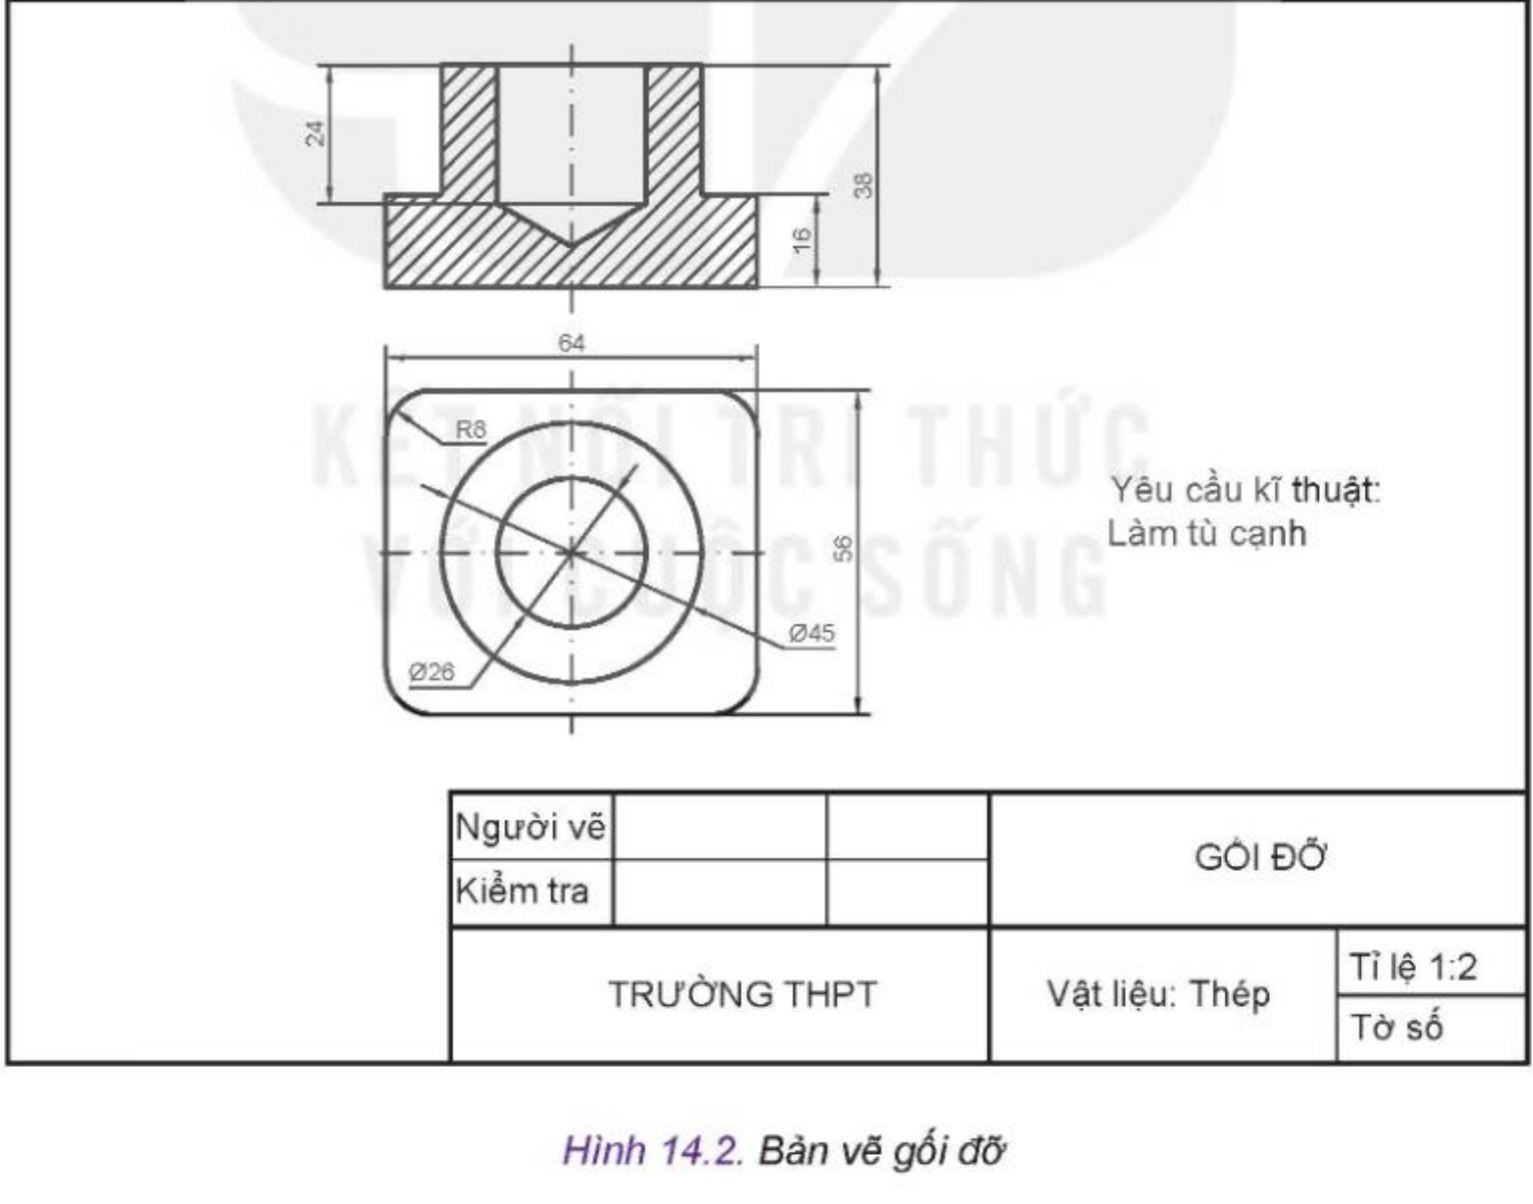 24
38
16
64
R8
KẾT NỐI TRI THỨC
Yêu cầu kĩ thuật:
Làm tù cạnh
56
VỚI CUỘC SỐNG
Ø45
Ø26
Người vẽ
GỐI ĐỠ
Kiểm tra
TRƯỜNG THPT
Vật liệu: Thép
Tỉ lệ 1:2
Tờ số
Hình 14.2. Bản vẽ gối đỡ